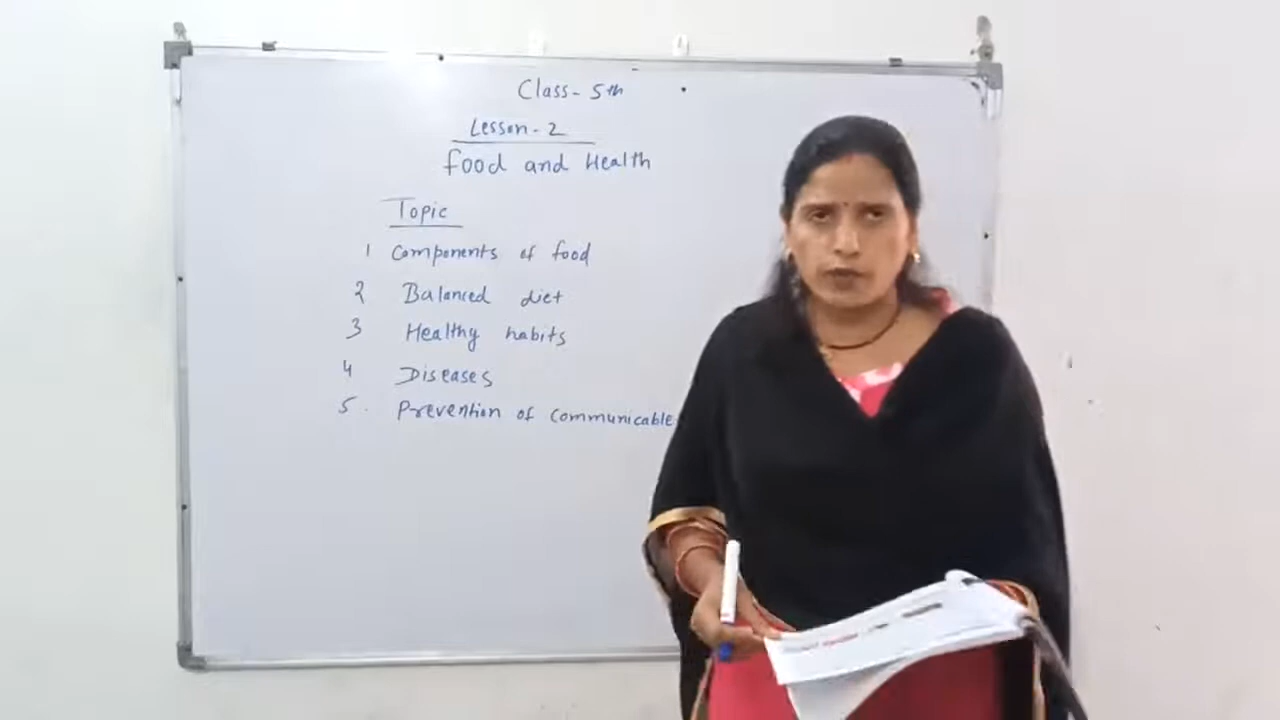 Class - 5th
Lesson - 2
Food and Health
Topic
1 Components of food
2 Balanced diet
3 Healthy habits
4 Diseases
5. Prevention of communicable